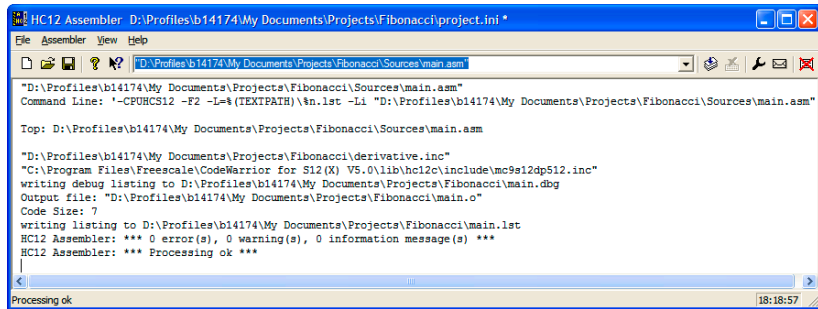 HC12 Assembler D:\Profiles\b14174\My Documents\Projects\Fibonacci\project.ini *
File Assembler View Help
"D:\Profiles\b14174\My Documents\Projects\Fibonacci\Sources\main.asm"
"D:\Profiles\b14174\My Documents\Projects\Fibonacci\Sources\main.asm"
Command Line: '-CPUHCS12 -F2 -L=%(TEXTPATH)\%n.lst -Li "D:\Profiles\b14174\My Documents\Projects\Fibonacci\Sources\main.asm"
Top: D:\Profiles\b14174\My Documents\Projects\Fibonacci\Sources\main.asm
"D:\Profiles\b14174\My Documents\Projects\Fibonacci\derivative.inc"
"C:\Program Files\Freescale\CodeWarrior for S12(X) V5.0\lib\hc12c\include\mc9s12dp512.inc"
writing debug listing to D:\Profiles\b14174\My Documents\Projects\Fibonacci\main.dbg
Output file: "D:\Profiles\b14174\My Documents\Projects\Fibonacci\main.o"
Code Size: 7
writing listing to D:\Profiles\b14174\My Documents\Projects\Fibonacci\main.lst
HC12 Assembler: *** 0 error(s), 0 warning(s), 0 information message(s) ***
HC12 Assembler: *** Processing ok ***
Processing ok 18:18:57